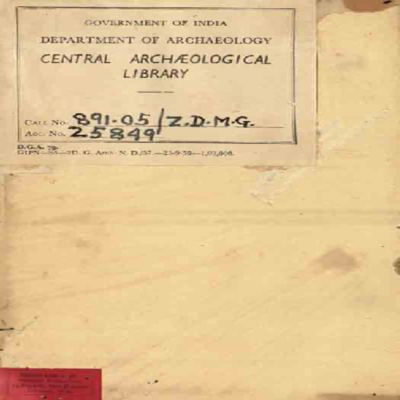 GOVERNMENT OF INDIA
DEPARTMENT OF ARCHAEOLOGY
CENTRAL ARCHÆOLOGICAL
LIBRARY
CALL No. 891.05/Z.D.M.G.
ACC. No. 25849
D.G.A. 79.